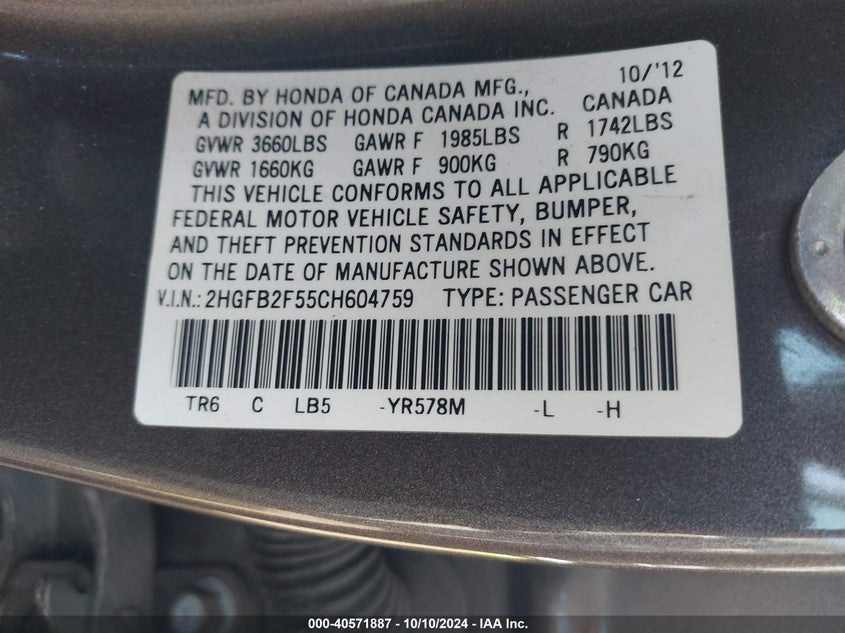 MFD. BY HONDA OF CANADA MFG., 10/'12
A DIVISION OF HONDA CANADA INC. CANADA
GVWR 3660LBS GAWR F 1985LBS R 1742LBS
GVWR 1660KG GAWR F 900KG R 790KG
THIS VEHICLE CONFORMS TO ALL APPLICABLE
FEDERAL MOTOR VEHICLE SAFETY, BUMPER,
AND THEFT PREVENTION STANDARDS IN EFFECT
ON THE DATE OF MANUFACTURE SHOWN ABOVE.
V.I.N.: 2HGFB2F55CH604759 TYPE: PASSENGER CAR
TR6 C LB5 -YR578M -L -H
000-40571887 - 10/10/2024 - IAA Inc.